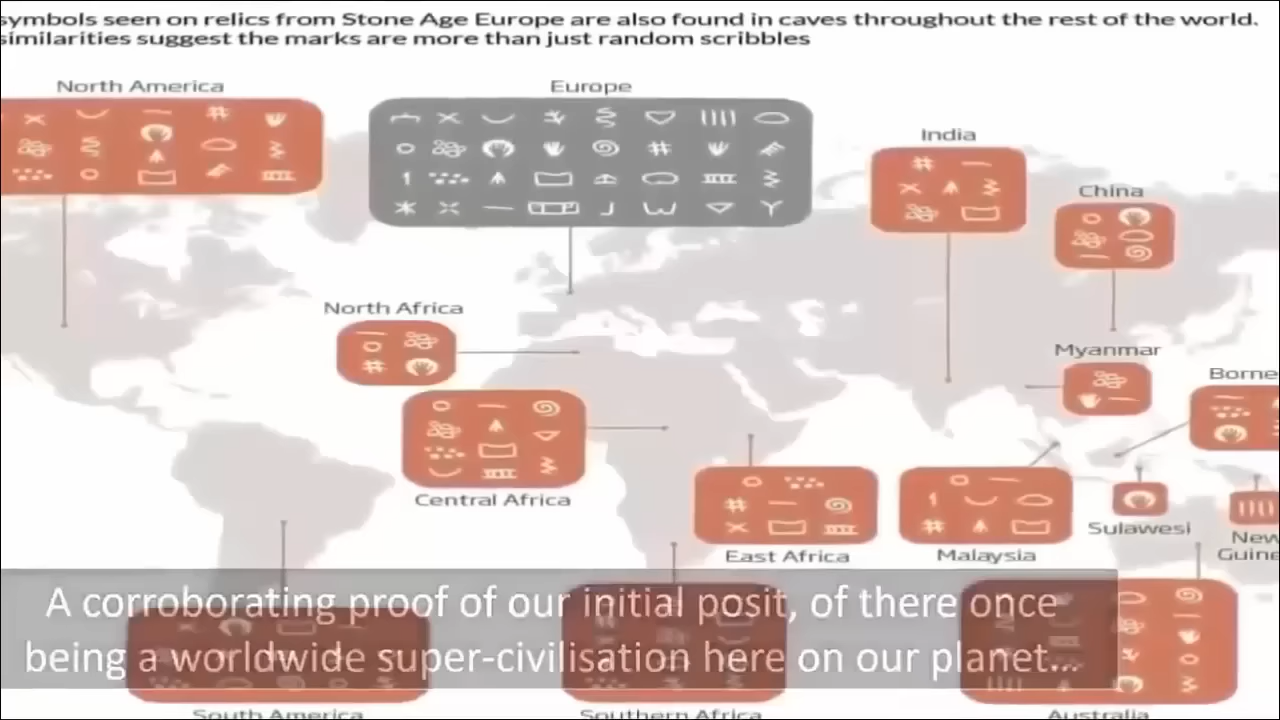 symbols seen on relics from Stone Age Europe are also found in caves throughout the rest of the world.
similarities suggest the marks are more than just random scribbles
North America
Europe
India
China
North Africa
Myanmar
Borne
Central Africa
East Africa
Malaysia
Sulawesi
New
Guine
A corroborating proof of our initial posit, of there once
being a worldwide super-civilisation here on our planet...
South America
Southern Africa
Australia